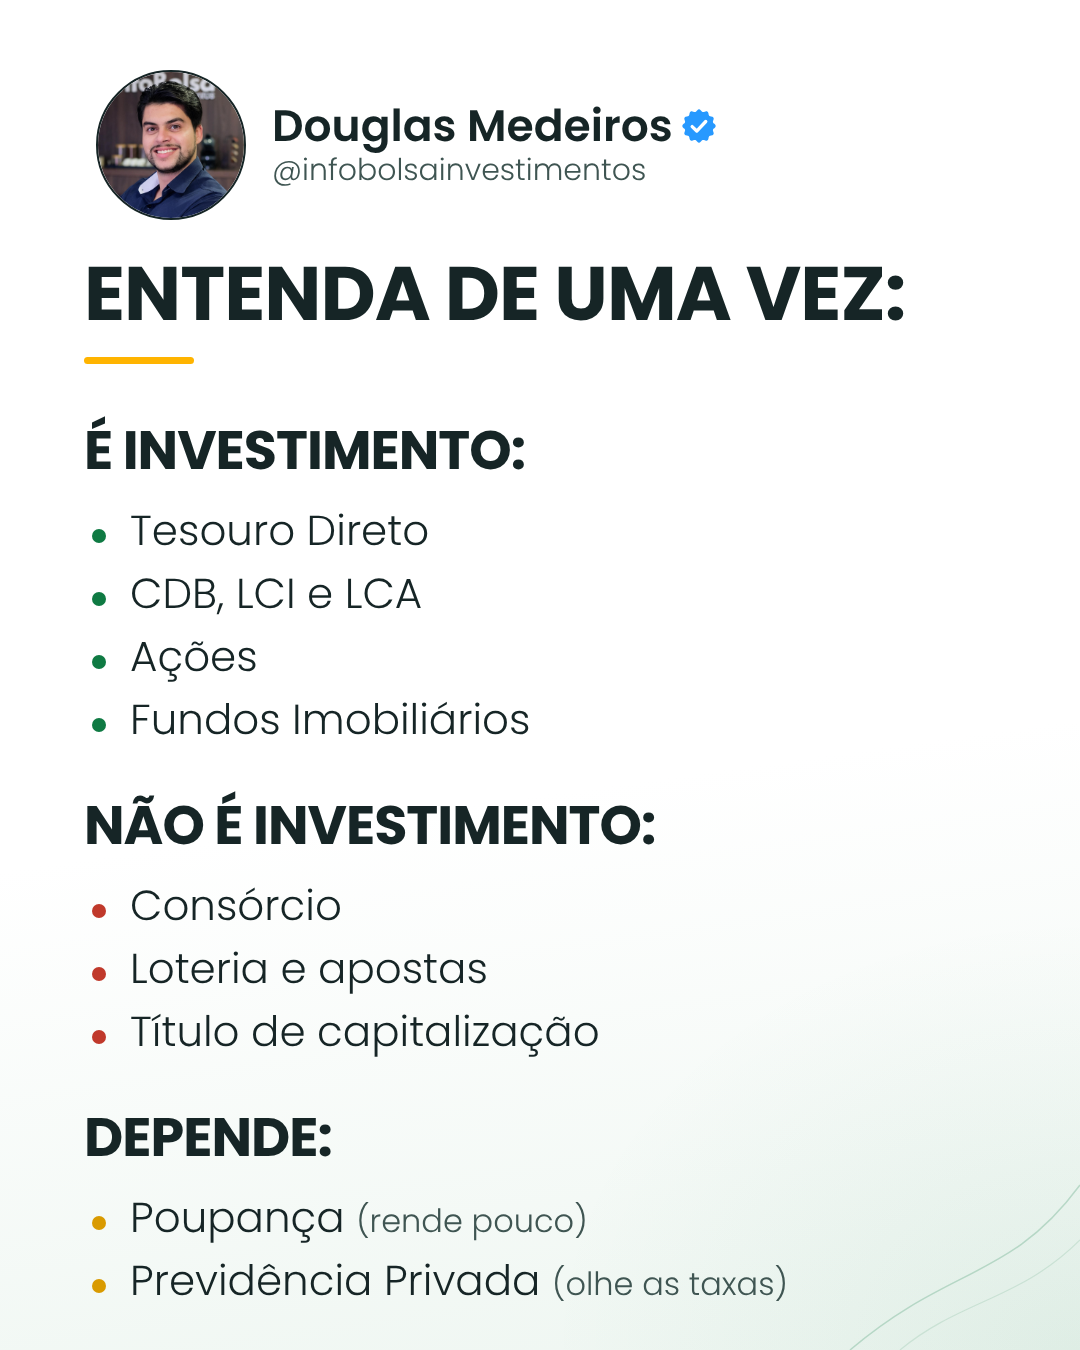 Douglas Medeiros
@infobolsainvestimentos
ENTENDA DE UMA VEZ:
É INVESTIMENTO:
• Tesouro Direto
• CDB, LCI e LCA
• Ações
• Fundos Imobiliários
NÃO É INVESTIMENTO:
• Consórcio
• Loteria e apostas
• Título de capitalização
DEPENDE:
• Poupança (rende pouco)
• Previdência Privada (olhe as taxas)